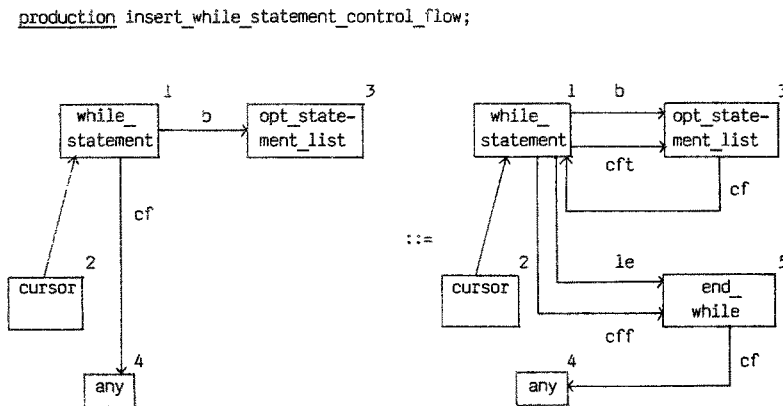 production insert_while_statement_control_flow;
1
3
while_
statement
b
opt_state-
ment_list
cf
2
cursor
4
any
::=
1
3
while_
statement
b
opt_state-
ment_list
cft
cf
2
cursor
le
5
end_
while
cff
cf
4
any